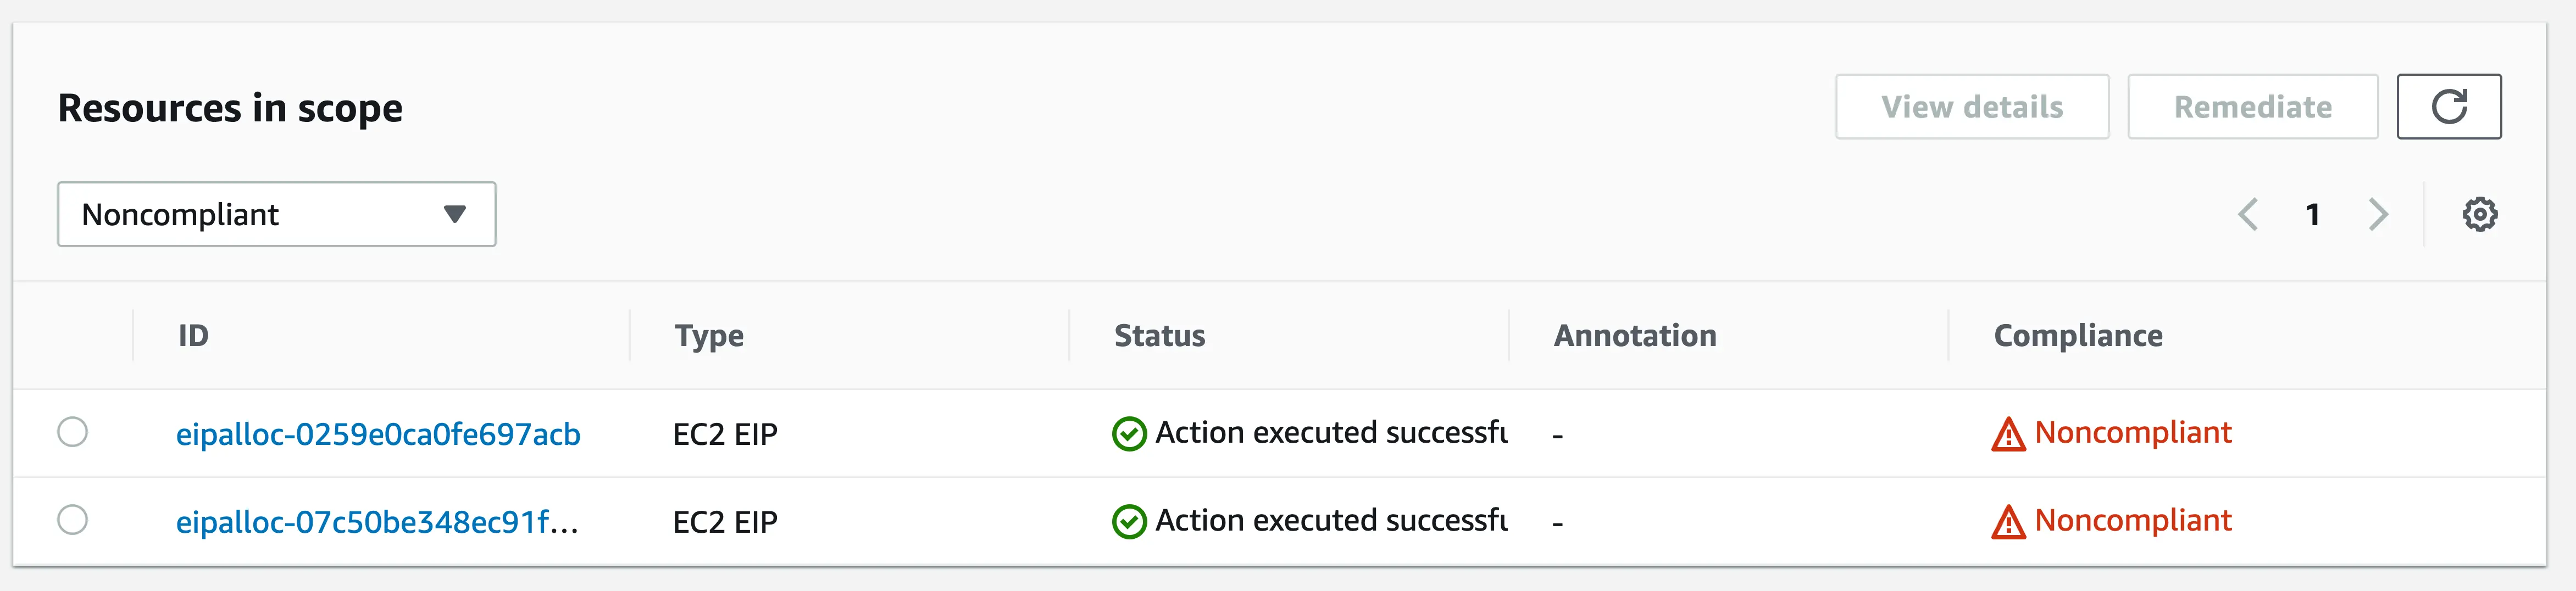 Resources in scope
View details
Remediate
Noncompliant
1
ID Type Status Annotation Compliance
eipalloc-0259e0ca0fe697acb EC2 EIP Action executed successfu - Noncompliant
eipalloc-07c50be348ec91f... EC2 EIP Action executed successfu - Noncompliant